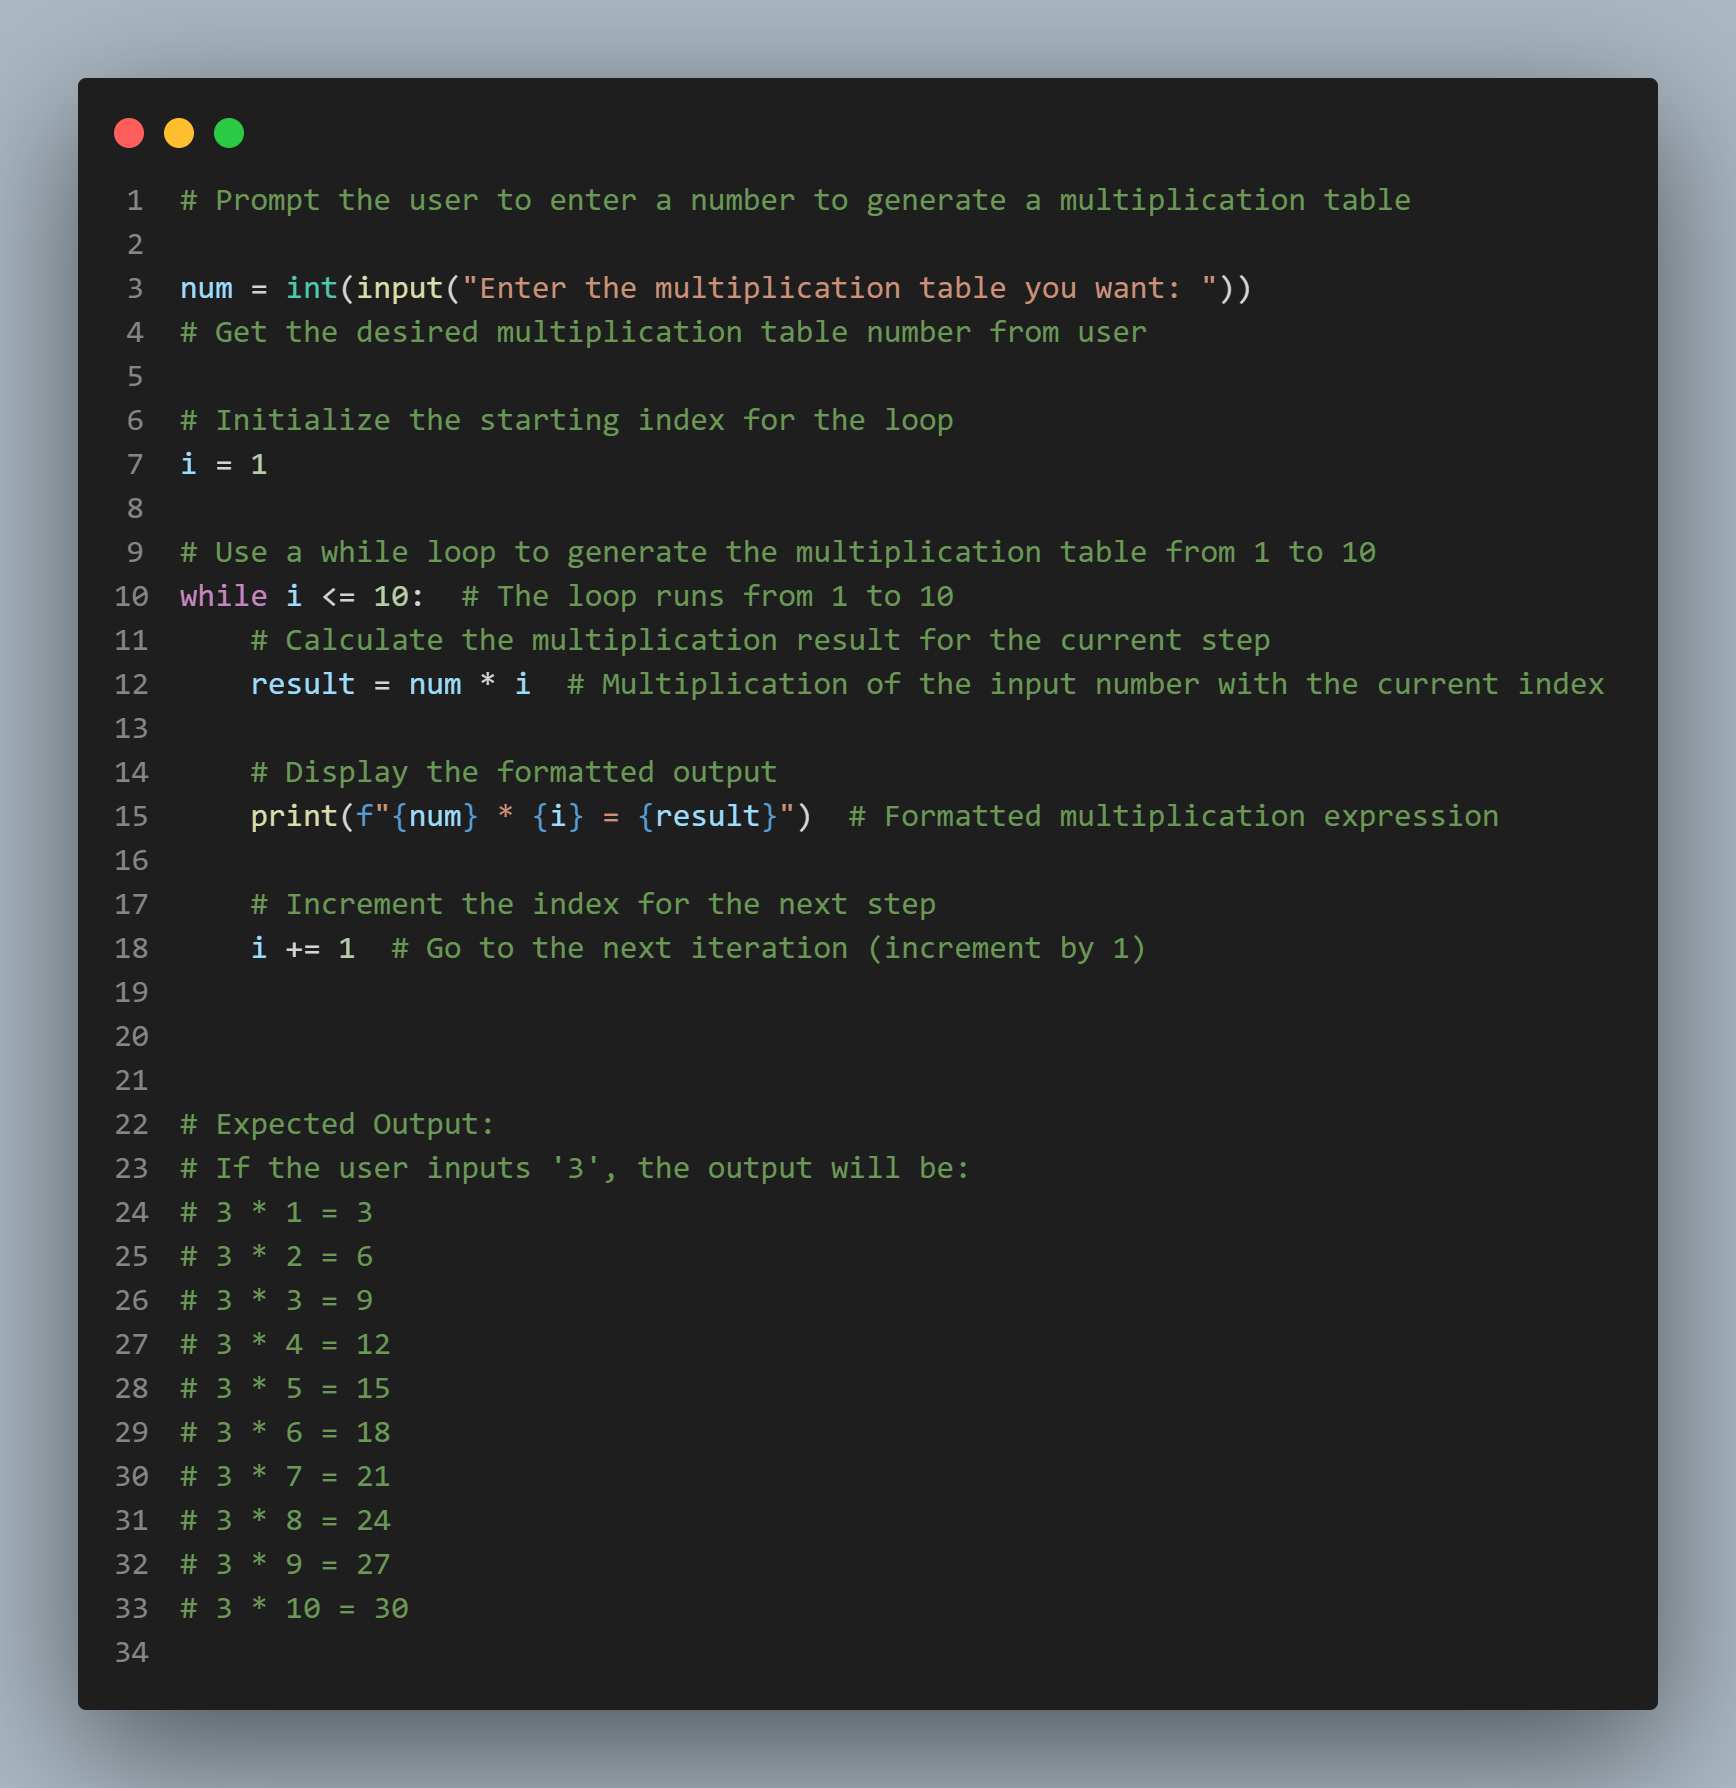 1 # Prompt the user to enter a number to generate a multiplication table
2
3 num = int(input("Enter the multiplication table you want: "))
4 # Get the desired multiplication table number from user
5
6 # Initialize the starting index for the loop
7 i = 1
8
9 # Use a while loop to generate the multiplication table from 1 to 10
10 while i <= 10:  # The loop runs from 1 to 10
11     # Calculate the multiplication result for the current step
12     result = num * i  # Multiplication of the input number with the current index
13
14     # Display the formatted output
15     print(f"{num} * {i} = {result}")  # Formatted multiplication expression
16
17     # Increment the index for the next step
18     i += 1  # Go to the next iteration (increment by 1)
19
20
21
22 # Expected Output:
23 # If the user inputs '3', the output will be:
24 # 3 * 1 = 3
25 # 3 * 2 = 6
26 # 3 * 3 = 9
27 # 3 * 4 = 12
28 # 3 * 5 = 15
29 # 3 * 6 = 18
30 # 3 * 7 = 21
31 # 3 * 8 = 24
32 # 3 * 9 = 27
33 # 3 * 10 = 30
34